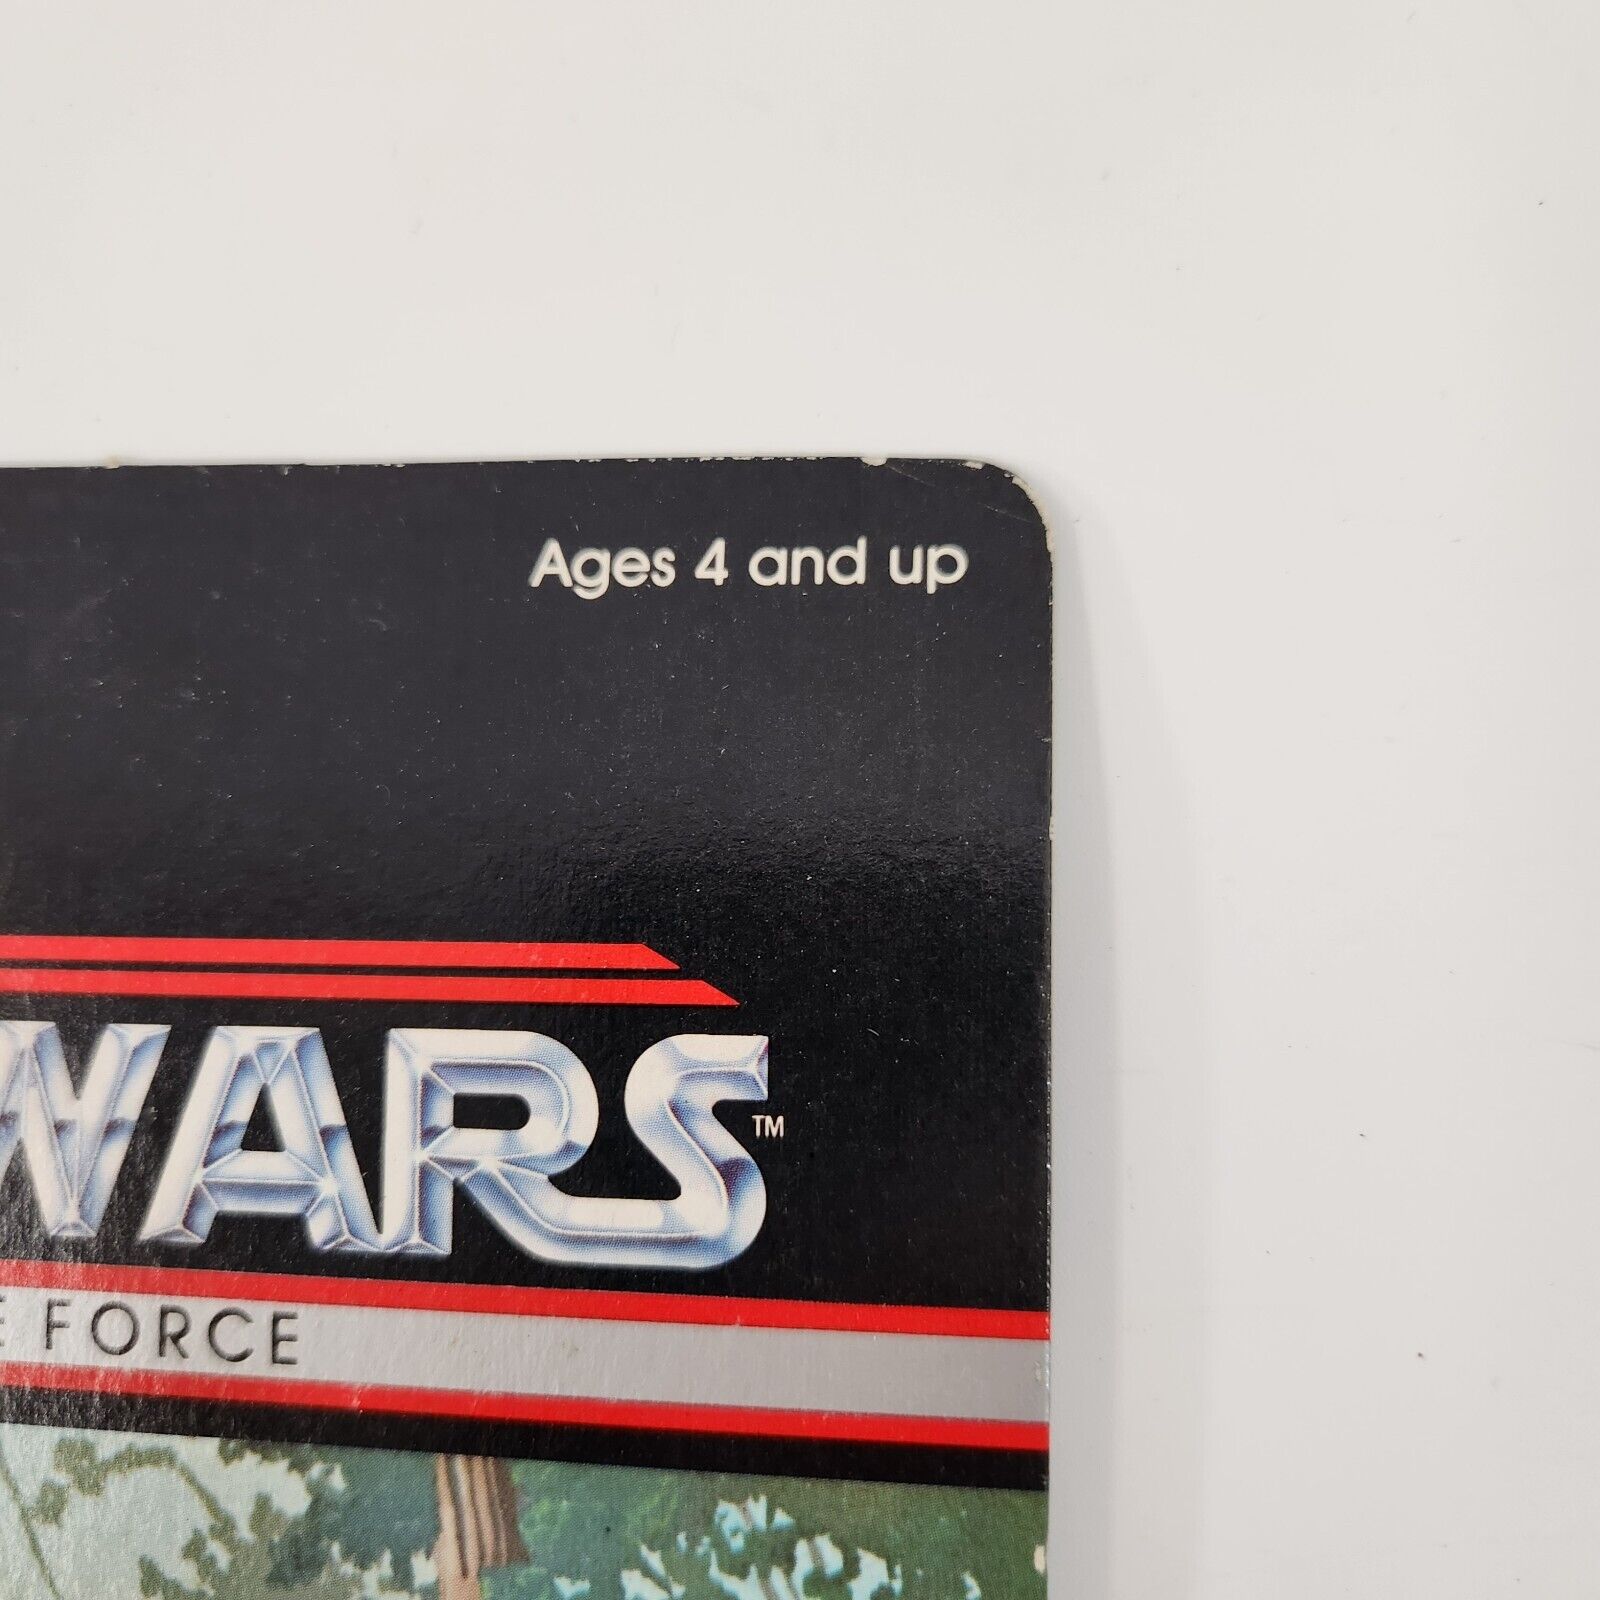 Ages 4 and up
WARS™
E FORCE